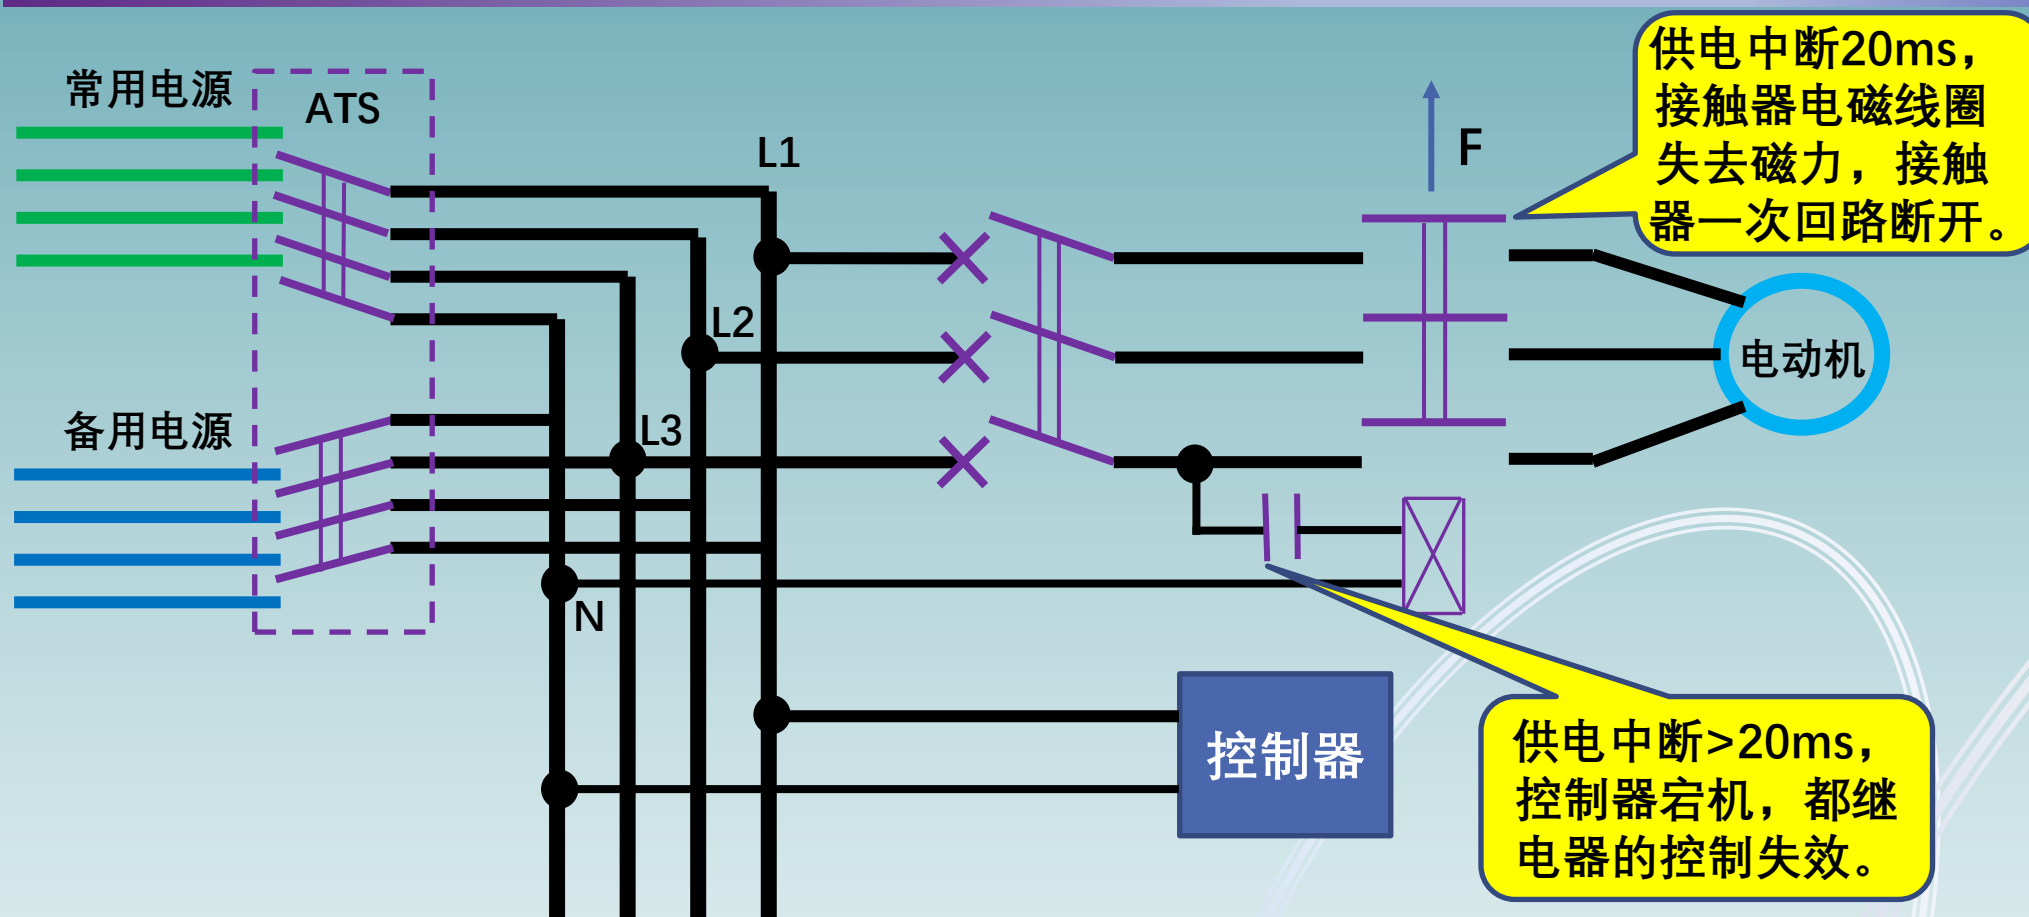 常用电源
ATS
L1
F
供电中断20ms，
接触器电磁线圈
失去磁力，接触
器一次回路断开。
L2
电动机
备用电源
L3
N
控制器
供电中断>20ms，
控制器宕机，都继
电器的控制失效。